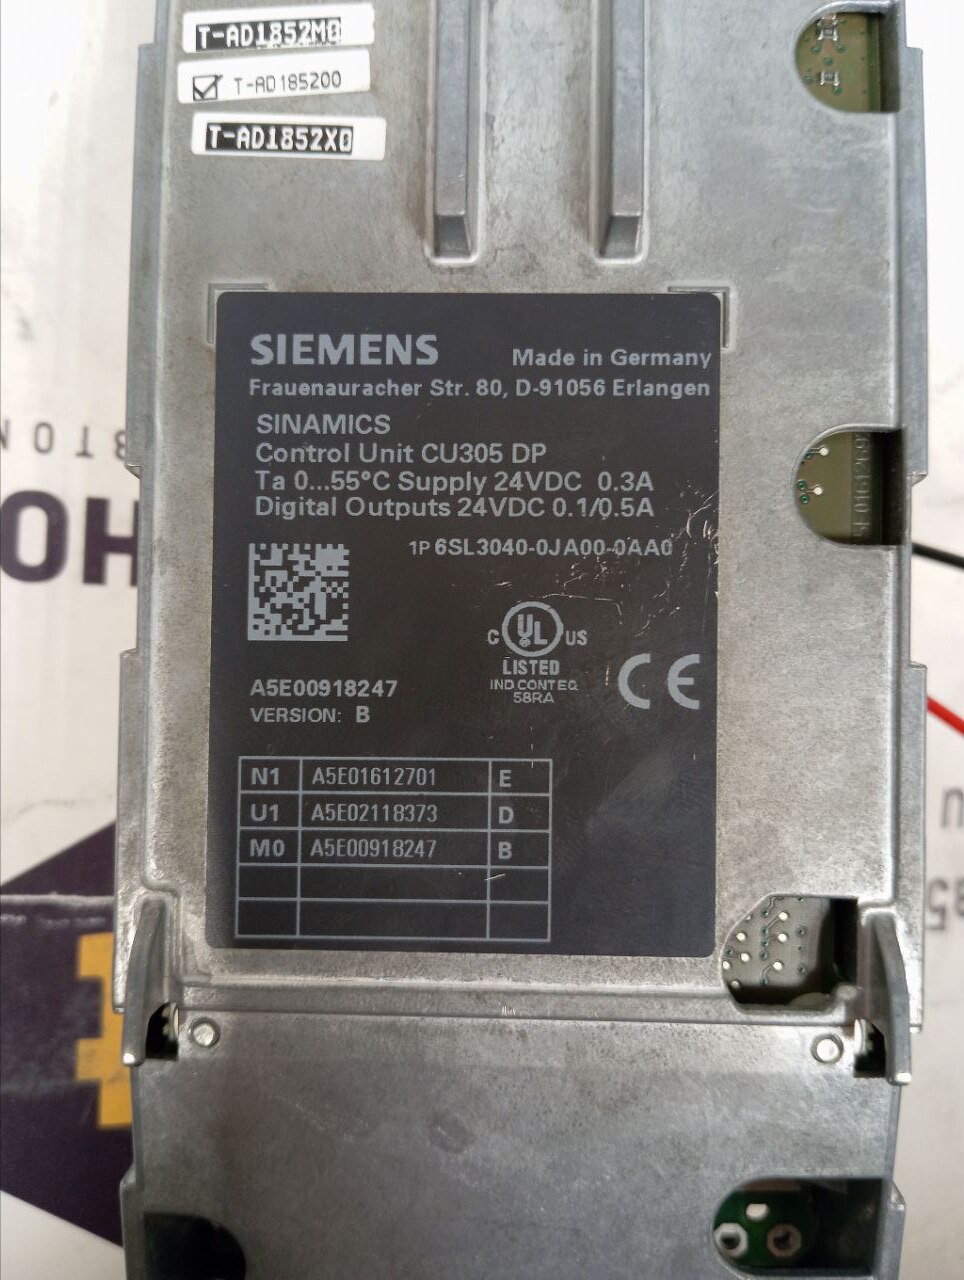 T-AD1852M0
T-AD185200
T-AD1852X0
SIEMENS
Made in Germany
Frauenauracher Str. 80, D-91056 Erlangen
SINAMICS
Control Unit CU305 DP
Ta 0...55°C Supply 24VDC 0.3A
Digital Outputs 24VDC 0.1/0.5A
1P 6SL3040-0JA00-0AA0
C UL US
LISTED
IND CONT EQ
58RA
CE
A5E00918247
VERSION: B
N1 A5E01612701 E
U1 A5E02118373 D
M0 A5E00918247 B